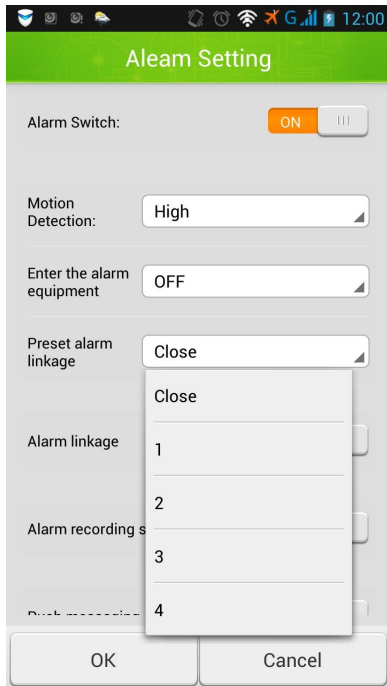 G 12:00
Aleam Setting
Alarm Switch:
ON
Motion
Detection:
High
Enter the alarm
equipment
OFF
Preset alarm
linkage
Close
Close
1
Alarm linkage
2
Alarm recording s
3
4
OK
Cancel